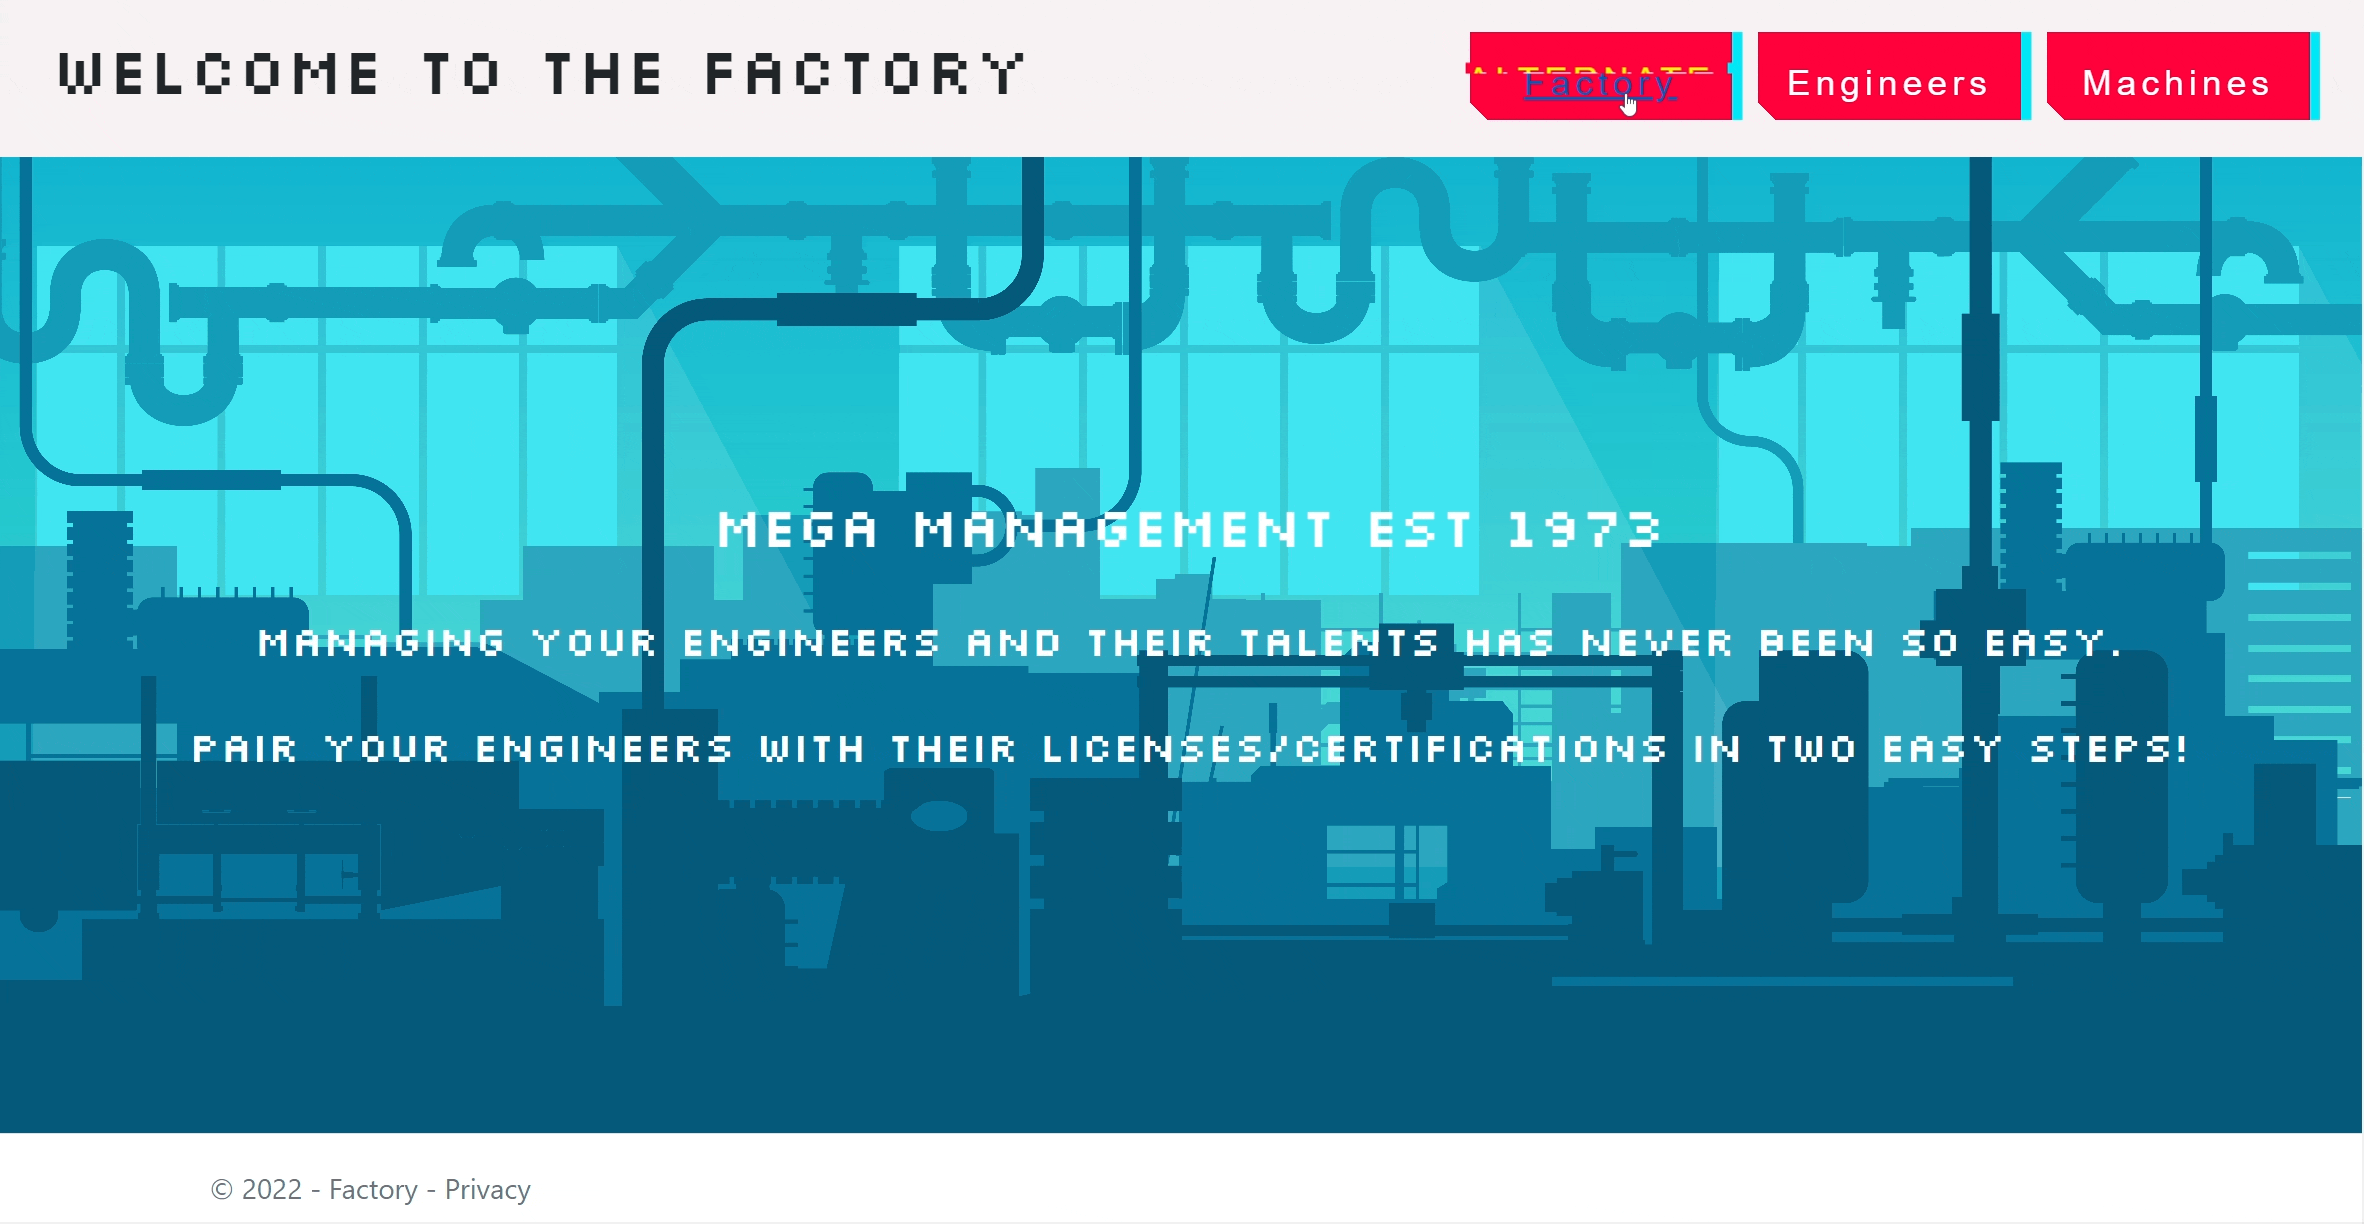 WELCOME TO THE FACTORY
ALTERNATE
Factory
Engineers
Machines
MEGA MANAGEMENT EST 1973
MANAGING YOUR ENGINEERS AND THEIR TALENTS HAS NEVER BEEN SO EASY.
PAIR YOUR ENGINEERS WITH THEIR LICENSES/CERTIFICATIONS IN TWO EASY STEPS!
© 2022 - Factory - Privacy